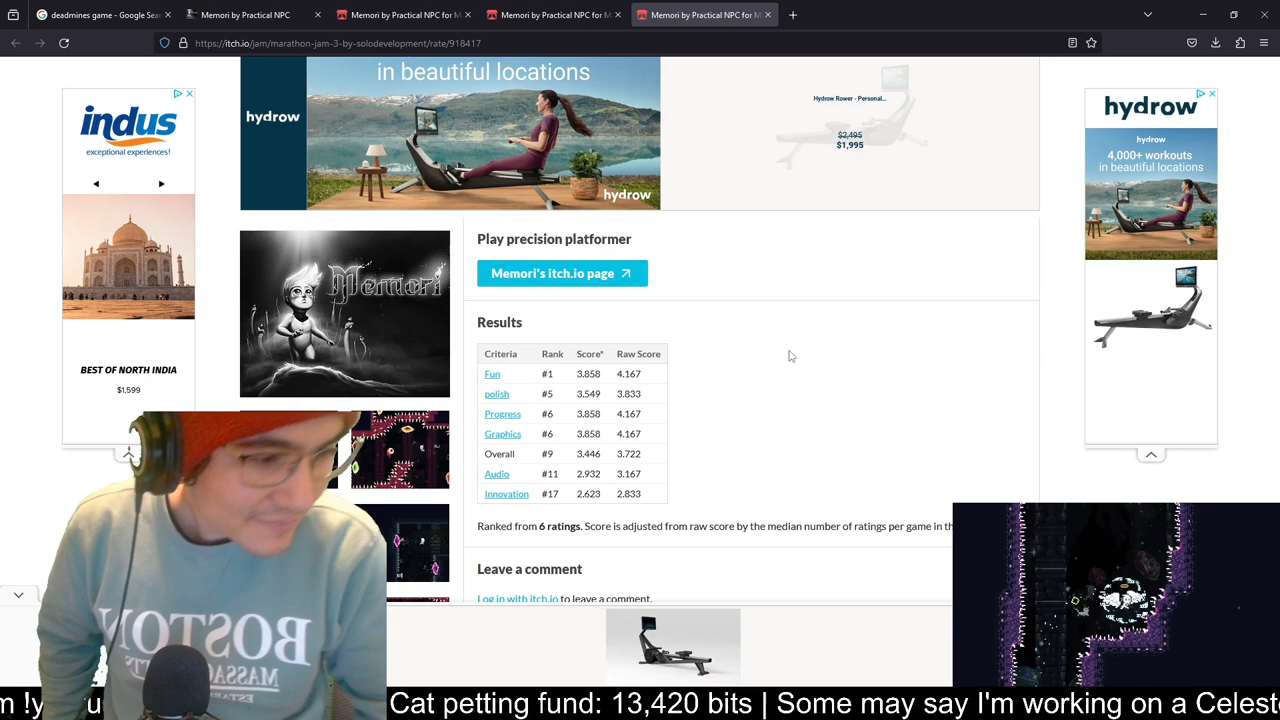 deadmines game - Google Sea
Memori by Practical NPC
Memori by Practical NPC for M
Memori by Practical NPC for M
Memori by Practical NPC for M
https://itch.io/jam/marathon-jam-3-by-solodevelopment/rate/918417
indus
exceptional experiences!
BEST OF NORTH INDIA
$1,599
hydrow
in beautiful locations
hydrow
Hydrow Rower - Personal...
$2,495
$1,995
hydrow
hydrow
4,000+ workouts
in beautiful locations
Memori
Play precision platformer
Memori's itch.io page
Results
Criteria Rank Score* Raw Score
Fun #1 3.858 4.167
polish #5 3.549 3.833
Progress #6 3.858 4.167
Graphics #6 3.858 4.167
Overall #9 3.446 3.722
Audio #11 2.932 3.167
Innovation #17 2.623 2.833
Ranked from 6 ratings. Score is adjusted from raw score by the median number of ratings per game in th
Leave a comment
Log in with itch.io to leave a comment.
BOSTON
MASSAC
ESTA
m !y u Cat petting fund: 13,420 bits | Some may say I'm working on a Celest